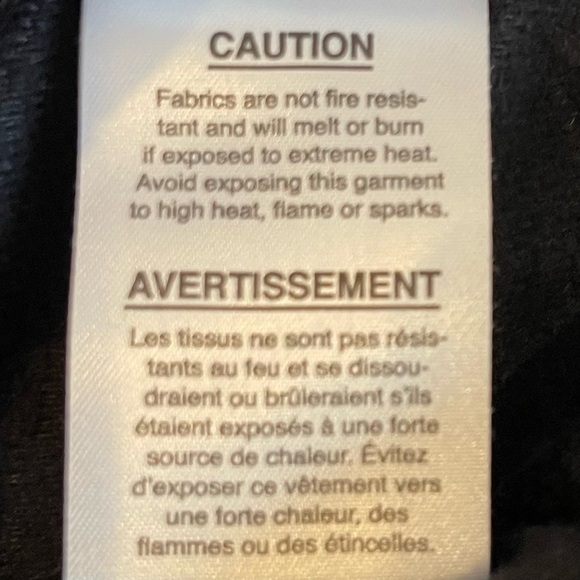 CAUTION
Fabrics are not fire resis-
tant and will melt or burn
if exposed to extreme heat.
Avoid exposing this garment
to high heat, flame or sparks.
AVERTISSEMENT
Les tissus ne sont pas résis-
tants au feu et se dissou-
draient ou brûleraient s'ils
étaient exposés à une forte
source de chaleur. Évitez
d'exposer ce vêtement vers
une forte chaleur, des
flammes ou des étincelles.